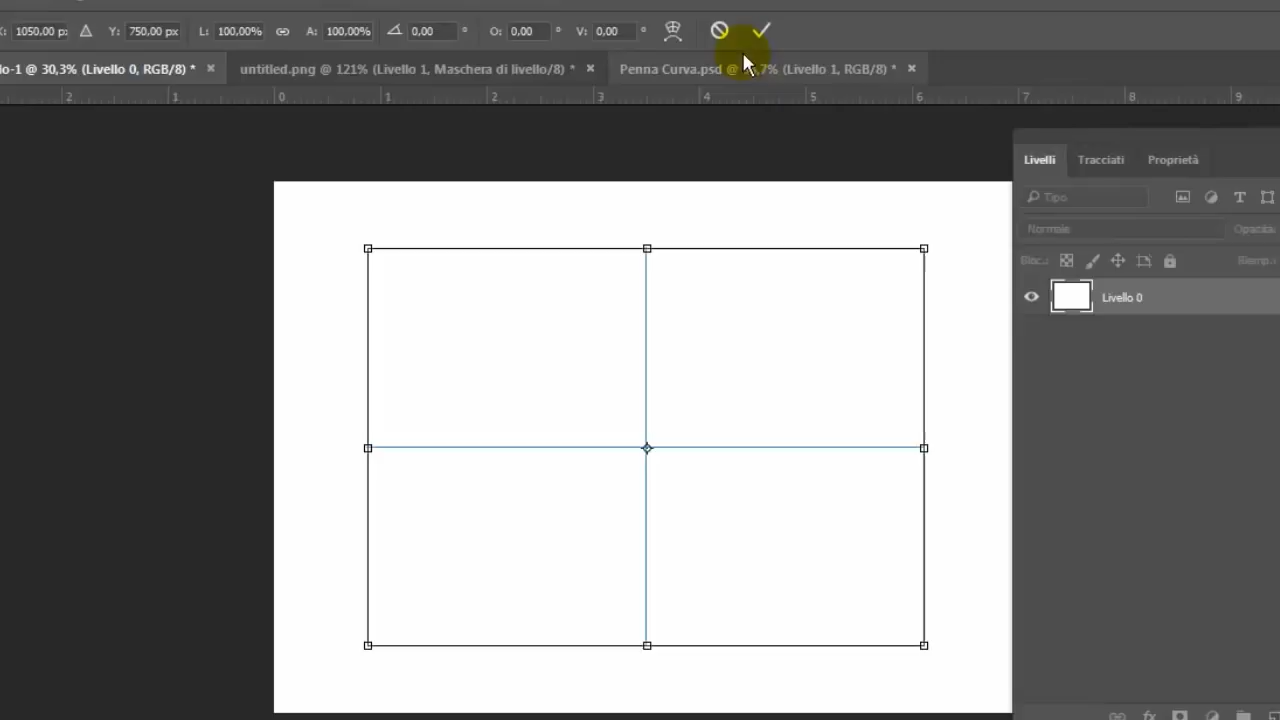 X: 1050,00 px Y: 750,00 px L: 100,00% A: 100,00% 0,00 ° O: 0,00 ° V: 0,00 °
lo-1 @ 30,3% (Livello 0, RGB/8) * untitled.png @ 121% (Livello 1, Maschera di livello/8) * Penna Curva.psd @ ,7% (Livello 1, RGB/8) *
2 1 0 1 2 3 4 5 6 7 8 9
Livelli Tracciati Proprietà
Tipo
Normale Opacità:
Bloc.: Riemp.:
Livello 0